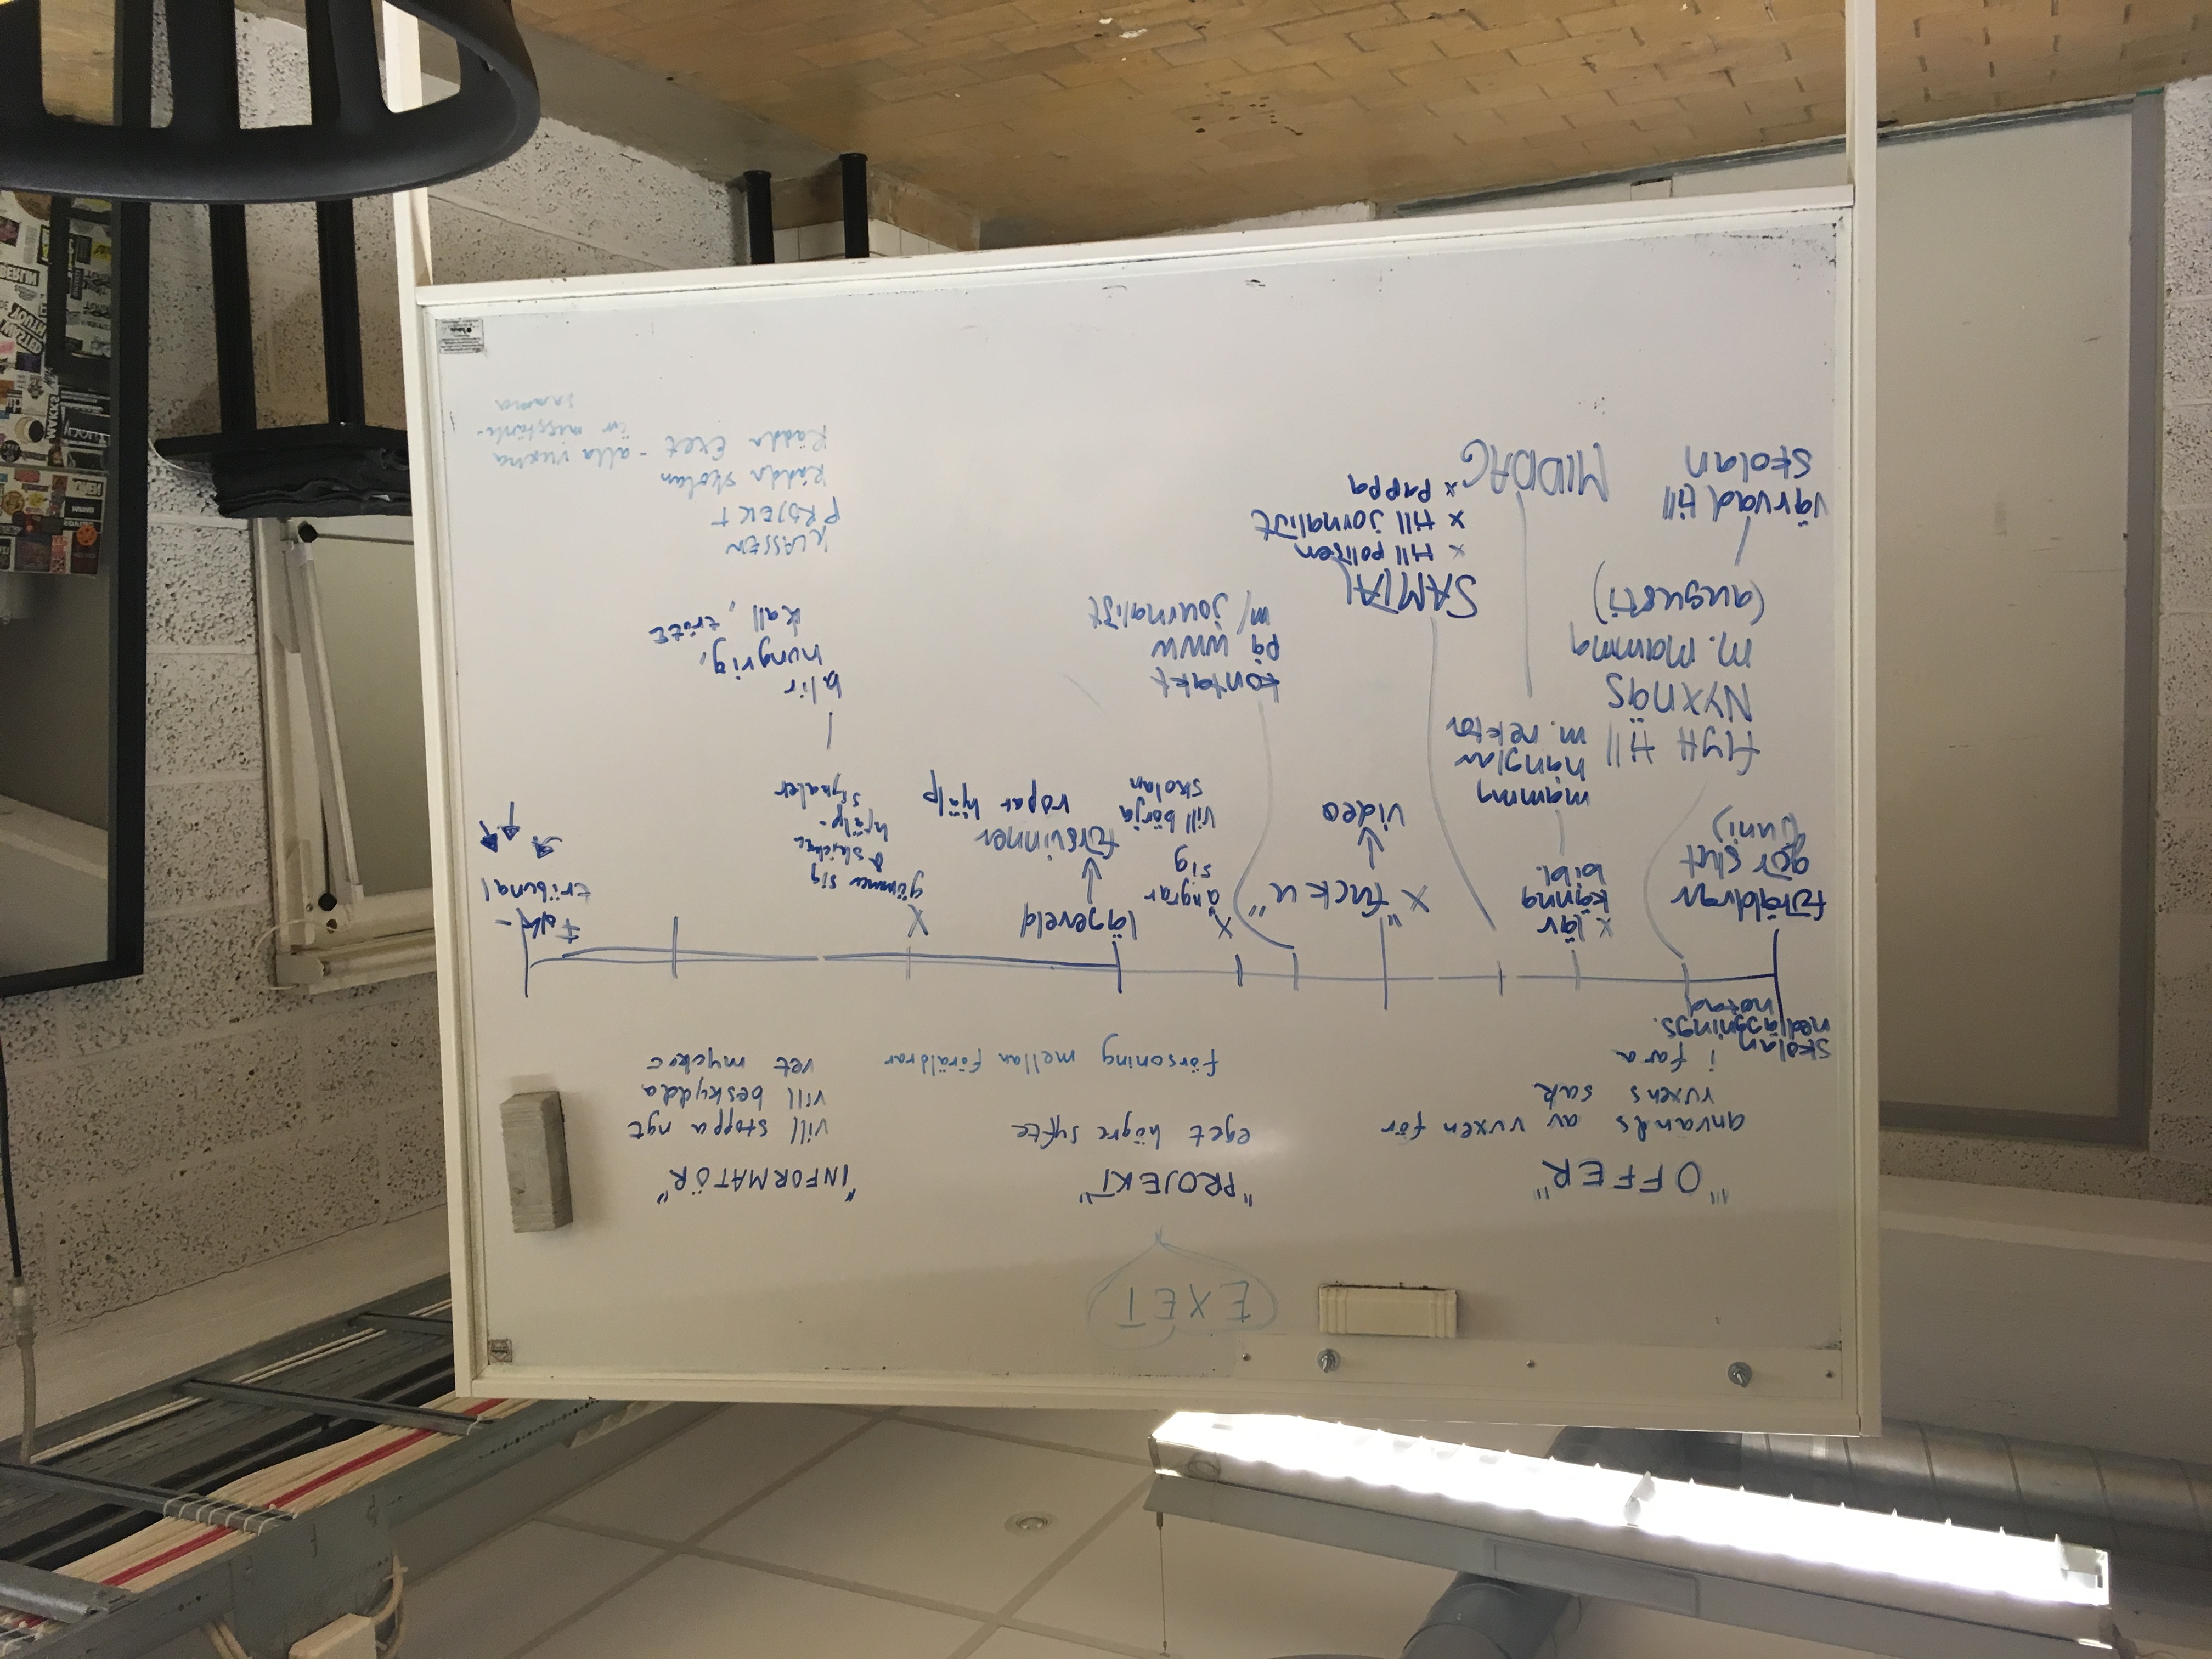 EXET
"OFFER"
används av vuxen för
vuxens sak
i fara
"PROJEKT"
eget högre syfte
försoning mellan föräldrar
"INFORMATÖR"
vill stoppa ngt
vill beskydda
vet mycket
skolan
nedläggnings.
hotad
föräldrar
gör slut
(juni)
flytt till
Nyxnäs
m. mamma
(augusti)
värvad till
skolan
x lär
känna
bibl.
mamma
hånglar
m. rektor
MIDDAG
SAMTAL
x till polisen
x till jornalist
x pappa
x "fuck u"
video
kontakt
på www
m/ journalist
x
ångrar
sig
vill börja
skolan
lägereld
försvinner
ropar hjälp
x
gömmer sig
& skickar
hjälp-
signaler
blir
hungrig,
kall, trött
Folk-
tribunal
KLASSEN
PROJEKT
Rädda skolan
Rädda Exet - alla vuxna
är misstänk-
samma